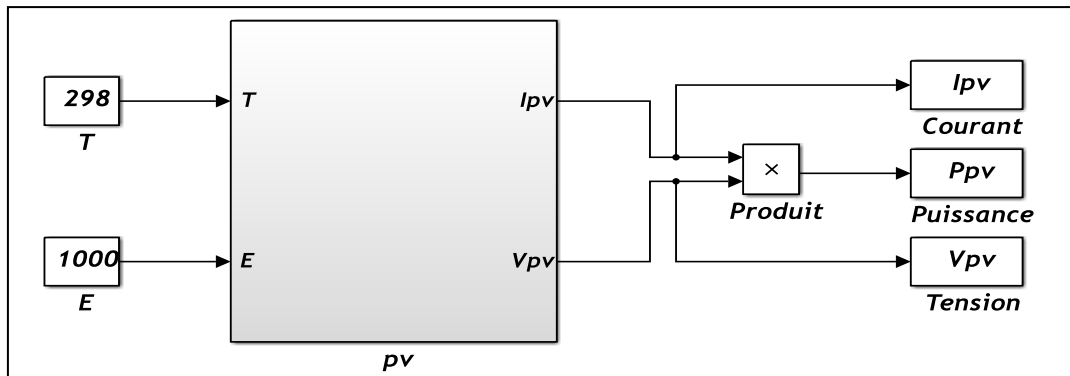 298
T
1000
E
T
E
Ipv
Vpv
pv
×
Produit
Ipv
Courant
Ppv
Puissance
Vpv
Tension